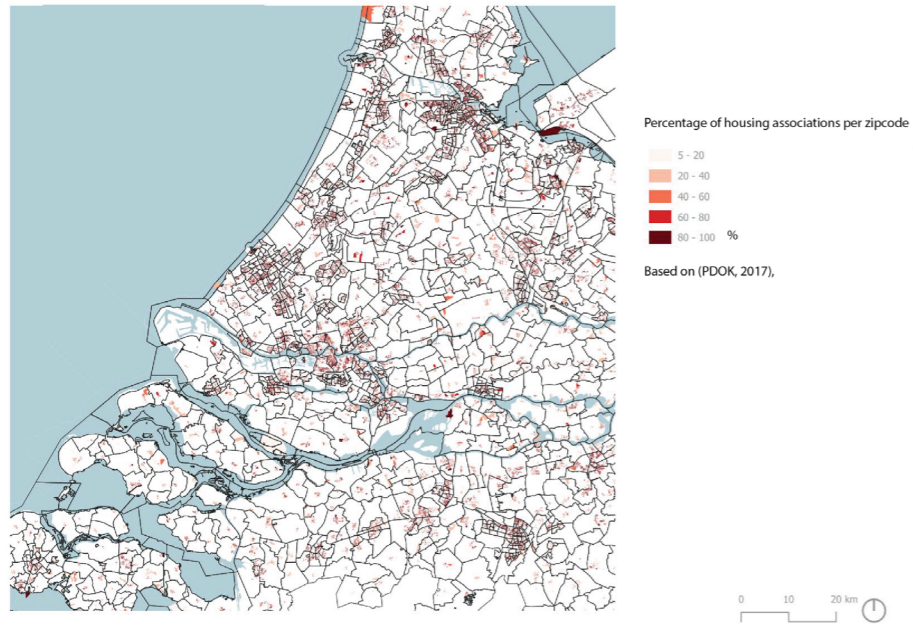 Percentage of housing associations per zipcode
5 - 20
20 - 40
40 - 60
60 - 80
80 - 100 %
Based on (PDOK, 2017),
0 10 20 km